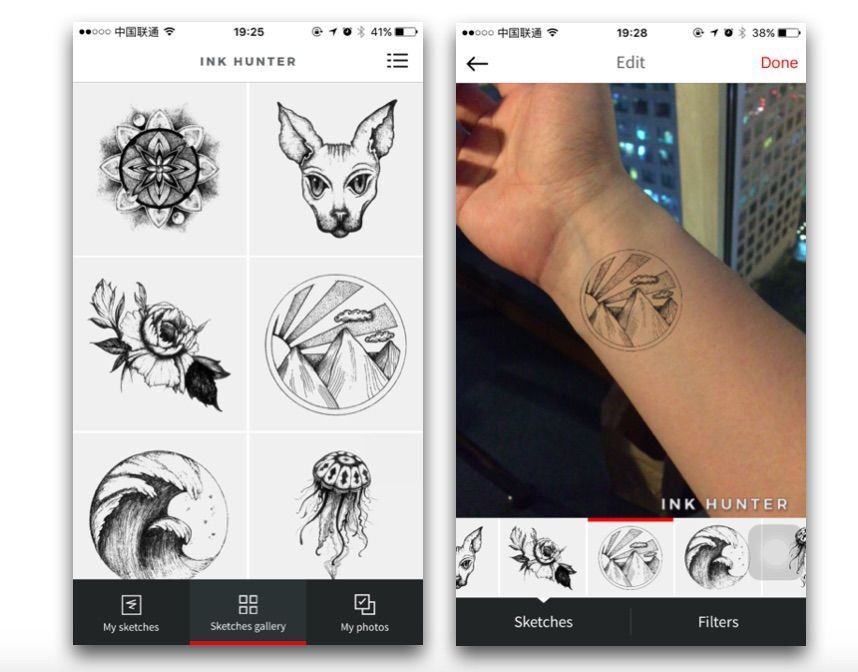 中国联通
19:25
41%
INK HUNTER
My sketches
Sketches gallery
My photos
中国联通
19:28
38%
Edit
Done
INK HUNTER
Sketches
Filters